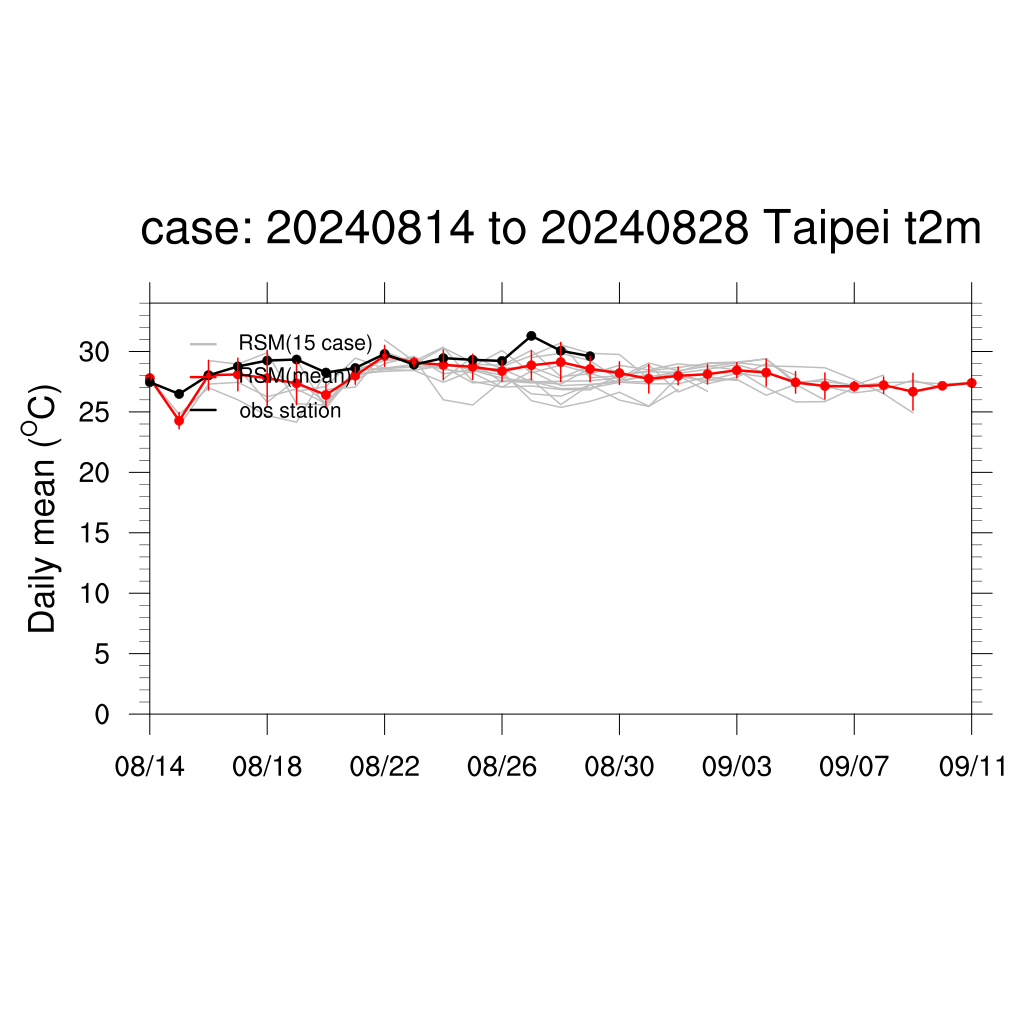 case: 20240814 to 20240828 Taipei t2m
Daily mean (°C)
30
25
20
15
10
5
0
RSM(15 case)
RSM(mean)
obs station
08/14 08/18 08/22 08/26 08/30 09/03 09/07 09/11